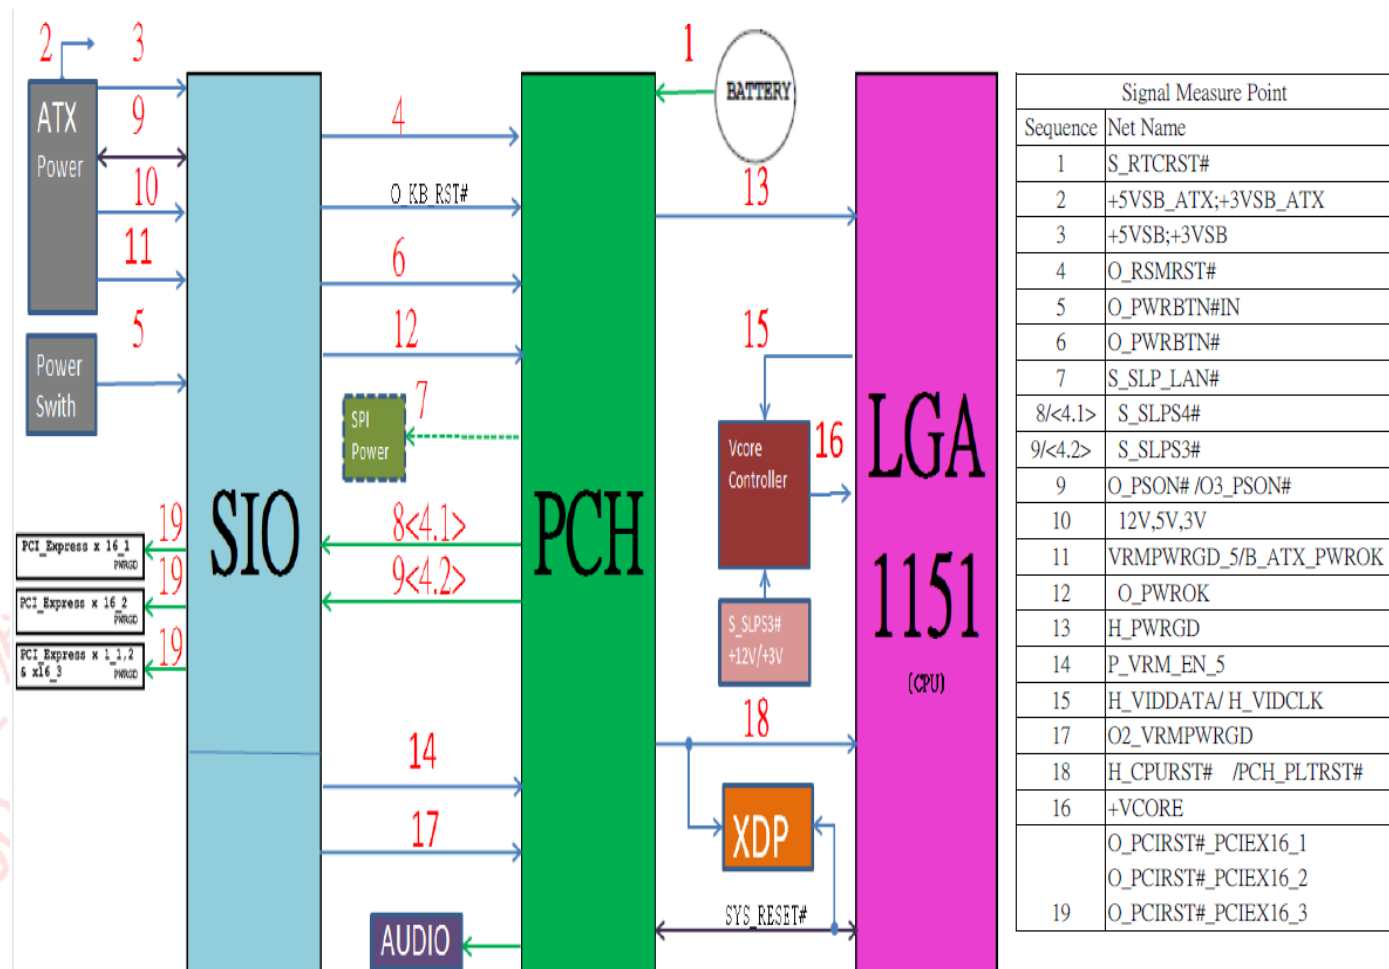 2
3
1
ATX
Power
9
10
11
4
O_KB_RST#
6
12
BATTERY
13
5
Power
Swith
SPI
Power
7
15
Vcore
Controller
16
LGA
1151
(CPU)
SIO
PCH
8<4.1>
9<4.2>
19
PCI_Express x 16_1
PWRGD
19
PCI_Express x 16_2
PWRGD
19
PCI_Express x 1_1,2
& x16_3
PWRGD
S_SLPS3#
+12V/+3V
18
14
17
XDP
SYS_RESET#
AUDIO
Signal Measure Point
Sequence Net Name
1 S_RTCRST#
2 +5VSB_ATX;+3VSB_ATX
3 +5VSB;+3VSB
4 O_RSMRST#
5 O_PWRBTN#IN
6 O_PWRBTN#
7 S_SLP_LAN#
8/<4.1> S_SLPS4#
9/<4.2> S_SLPS3#
9 O_PSON# /O3_PSON#
10 12V,5V,3V
11 VRMPWRGD_5/B_ATX_PWROK
12 O_PWROK
13 H_PWRGD
14 P_VRM_EN_5
15 H_VIDDATA/ H_VIDCLK
17 O2_VRMPWRGD
18 H_CPURST# /PCH_PLTRST#
16 +VCORE
O_PCIRST#_PCIEX16_1
O_PCIRST#_PCIEX16_2
19 O_PCIRST#_PCIEX16_3